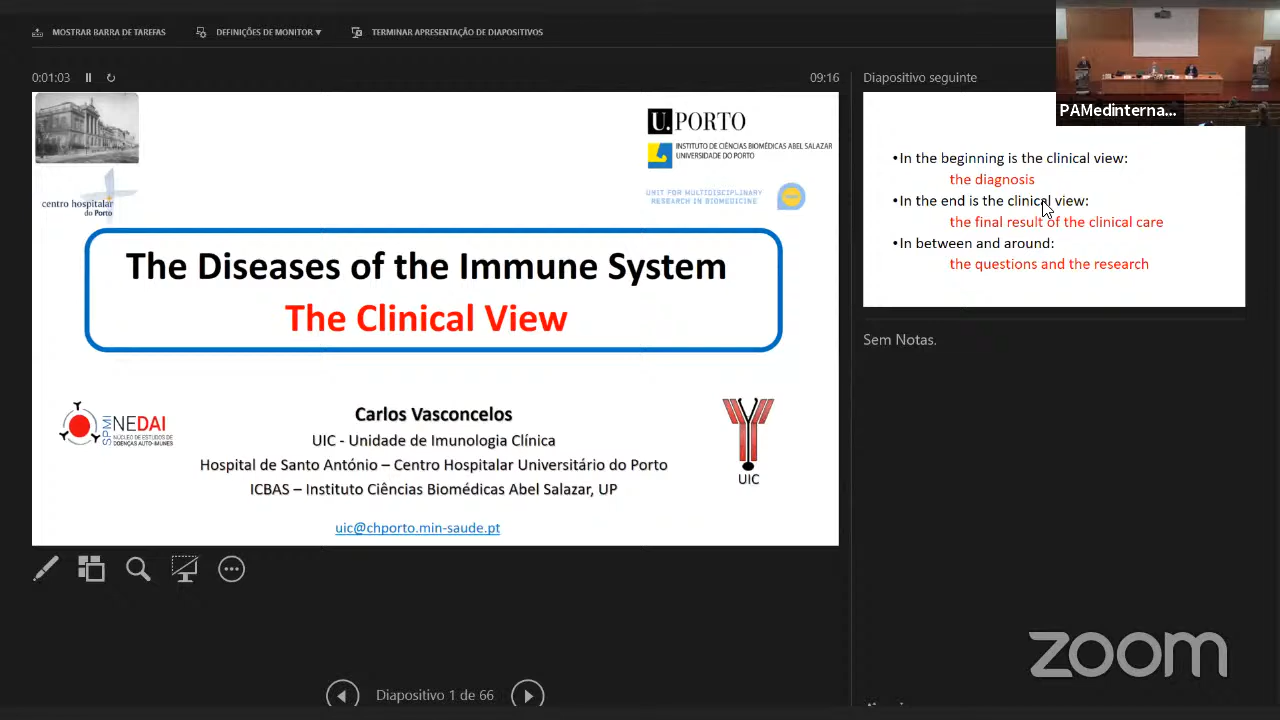 MOSTRAR BARRA DE TAREFAS
DEFINIÇÕES DE MONITOR ▾
TERMINAR APRESENTAÇÃO DE DIAPOSITIVOS
0:01:03
09:16
Diapositivo seguinte
PAMedinterna...
U.PORTO
INSTITUTO DE CIÊNCIAS BIOMÉDICAS ABEL SALAZAR
UNIVERSIDADE DO PORTO
UNIT FOR MULTIDISCIPLINARY
RESEARCH IN BIOMEDICINE
centro hospitalar
do Porto
The Diseases of the Immune System
The Clinical View
SPMI NEDAI
NÚCLEO DE ESTUDOS DE
DOENÇAS AUTO-IMUNES
Carlos Vasconcelos
UIC - Unidade de Imunologia Clínica
Hospital de Santo António – Centro Hospitalar Universitário do Porto
ICBAS – Instituto Ciências Biomédicas Abel Salazar, UP
uic@chporto.min-saude.pt
UIC
•In the beginning is the clinical view:
the diagnosis
•In the end is the clinical view:
the final result of the clinical care
•In between and around:
the questions and the research
Sem Notas.
Diapositivo 1 de 66
zoom